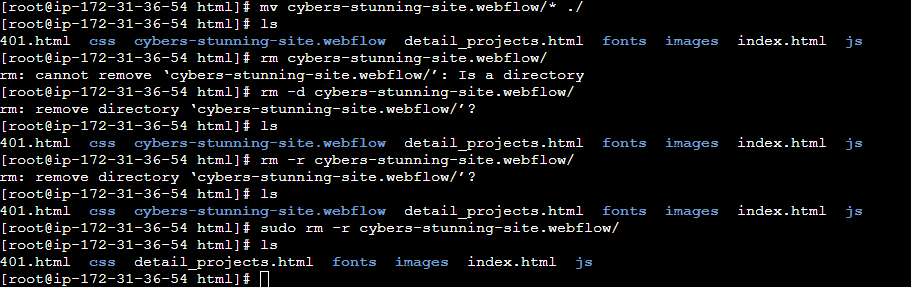 [root@ip-172-31-36-54 html]# mv cybers-stunning-site.webflow/* ./
[root@ip-172-31-36-54 html]# ls
401.html  css  cybers-stunning-site.webflow  detail_projects.html  fonts  images  index.html  js
[root@ip-172-31-36-54 html]# rm cybers-stunning-site.webflow/
rm: cannot remove ‘cybers-stunning-site.webflow/’: Is a directory
[root@ip-172-31-36-54 html]# rm -d cybers-stunning-site.webflow/
rm: remove directory ‘cybers-stunning-site.webflow/’?
[root@ip-172-31-36-54 html]# ls
401.html  css  cybers-stunning-site.webflow  detail_projects.html  fonts  images  index.html  js
[root@ip-172-31-36-54 html]# rm -r cybers-stunning-site.webflow/
rm: remove directory ‘cybers-stunning-site.webflow/’?
[root@ip-172-31-36-54 html]# ls
401.html  css  cybers-stunning-site.webflow  detail_projects.html  fonts  images  index.html  js
[root@ip-172-31-36-54 html]# sudo rm -r cybers-stunning-site.webflow/
[root@ip-172-31-36-54 html]# ls
401.html  css  detail_projects.html  fonts  images  index.html  js
[root@ip-172-31-36-54 html]#